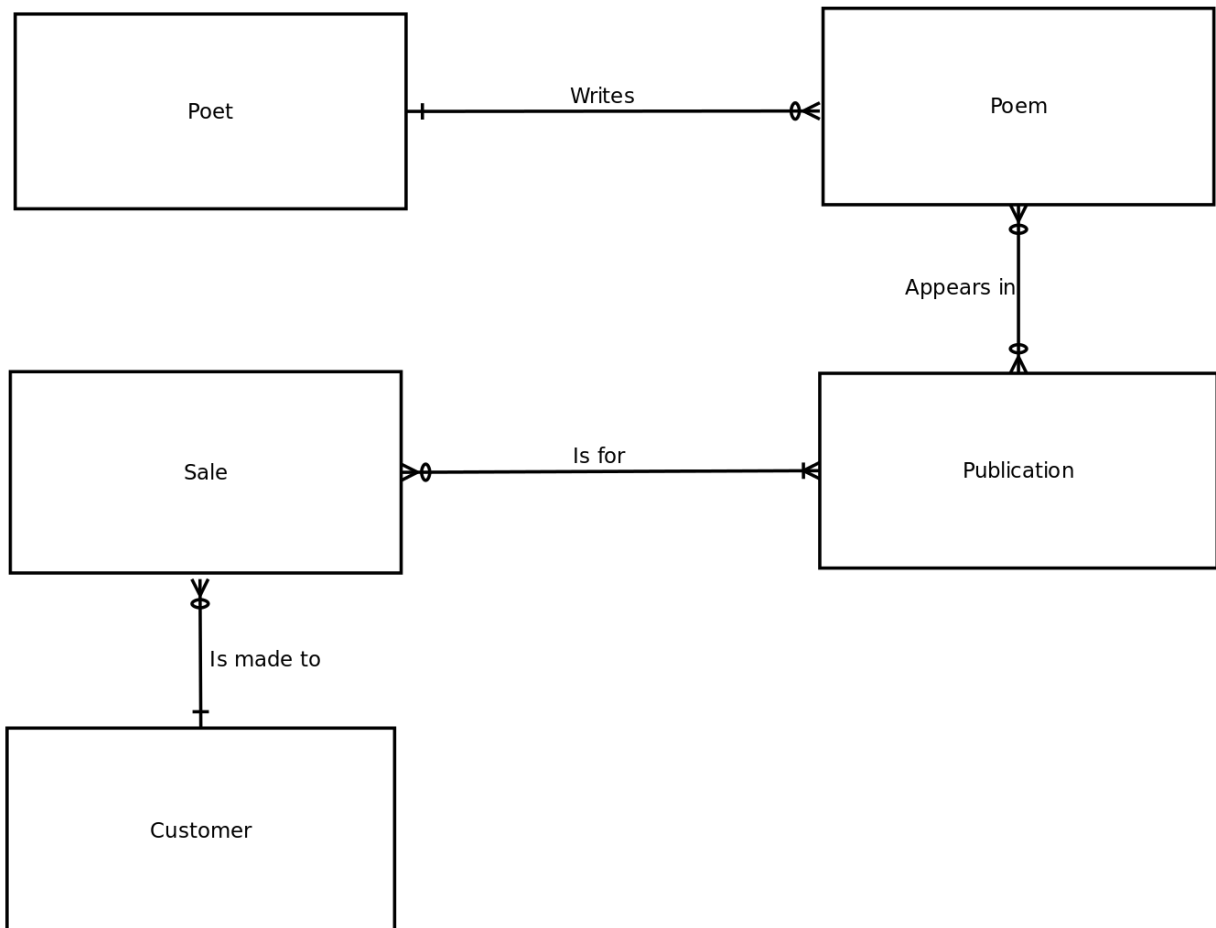 Poet
Writes
Poem
Appears in
Sale
Is for
Publication
Is made to
Customer